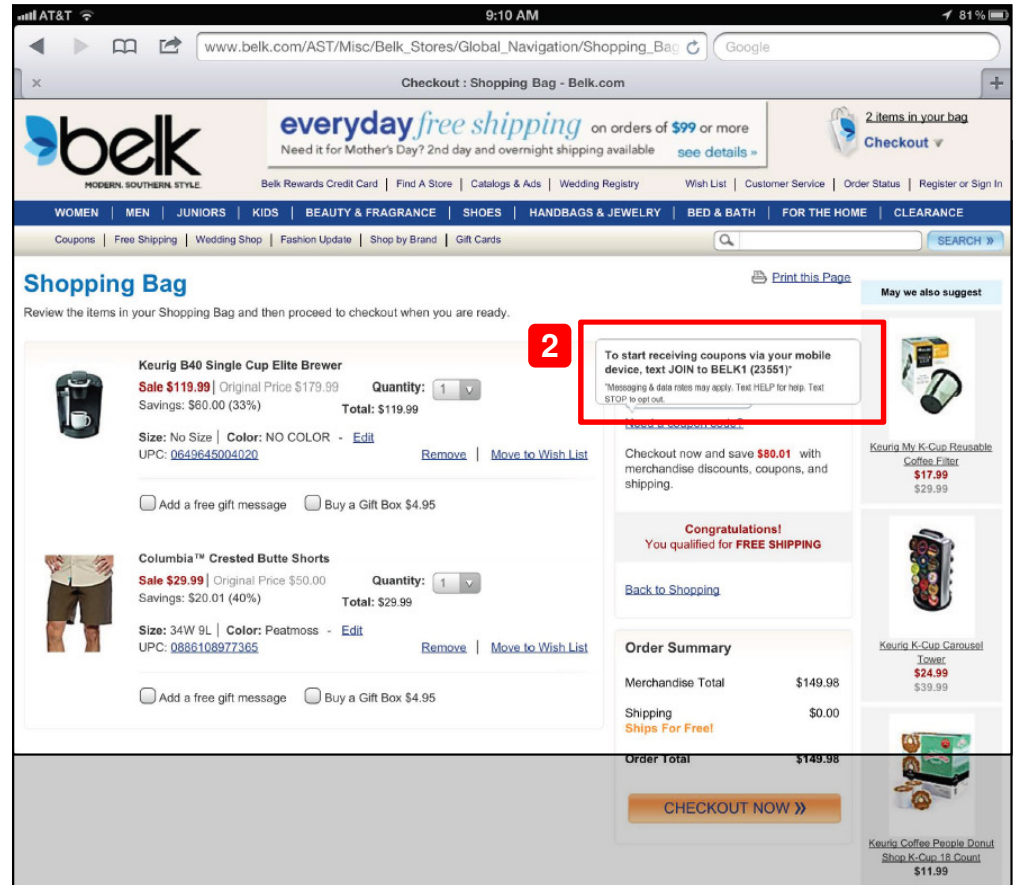 AT&T 9:10 AM 81%
www.belk.com/AST/Misc/Belk_Stores/Global_Navigation/Shopping_Bag Google
Checkout : Shopping Bag - Belk.com
belk
MODERN. SOUTHERN. STYLE.
everyday free shipping on orders of $99 or more
Need it for Mother's Day? 2nd day and overnight shipping available see details »
2 items in your bag
Checkout
Belk Rewards Credit Card | Find A Store | Catalogs & Ads | Wedding Registry Wish List | Customer Service | Order Status | Register or Sign In
WOMEN | MEN | JUNIORS | KIDS | BEAUTY & FRAGRANCE | SHOES | HANDBAGS & JEWELRY | BED & BATH | FOR THE HOME | CLEARANCE
Coupons | Free Shipping | Wedding Shop | Fashion Update | Shop by Brand | Gift Cards SEARCH »
Shopping Bag
Print this Page
Review the items in your Shopping Bag and then proceed to checkout when you are ready.
Keurig B40 Single Cup Elite Brewer
Sale $119.99 | Original Price $179.99 Quantity: 1
Savings: $60.00 (33%) Total: $119.99
Size: No Size | Color: NO COLOR - Edit
UPC: 0649645004020 Remove | Move to Wish List
Add a free gift message Buy a Gift Box $4.95
Columbia™ Crested Butte Shorts
Sale $29.99 | Original Price $50.00 Quantity: 1
Savings: $20.01 (40%) Total: $29.99
Size: 34W 9L | Color: Peatmoss - Edit
UPC: 0886108977365 Remove | Move to Wish List
Add a free gift message Buy a Gift Box $4.95
2
To start receiving coupons via your mobile
device, text JOIN to BELK1 (23551)*
*Messaging & data rates may apply. Text HELP for help. Text
STOP to opt out.
Need a coupon code?
Checkout now and save $80.01 with
merchandise discounts, coupons, and
shipping.
Congratulations!
You qualified for FREE SHIPPING
Back to Shopping
Order Summary
Merchandise Total $149.98
Shipping $0.00
Ships For Free!
Order Total $149.98
CHECKOUT NOW »
May we also suggest
Keurig My K-Cup Reusable
Coffee Filter
$17.99
$29.99
Keurig K-Cup Carousel
Tower
$24.99
$39.99
Keurig Coffee People Donut
Shop K-Cup 18 Count
$11.99